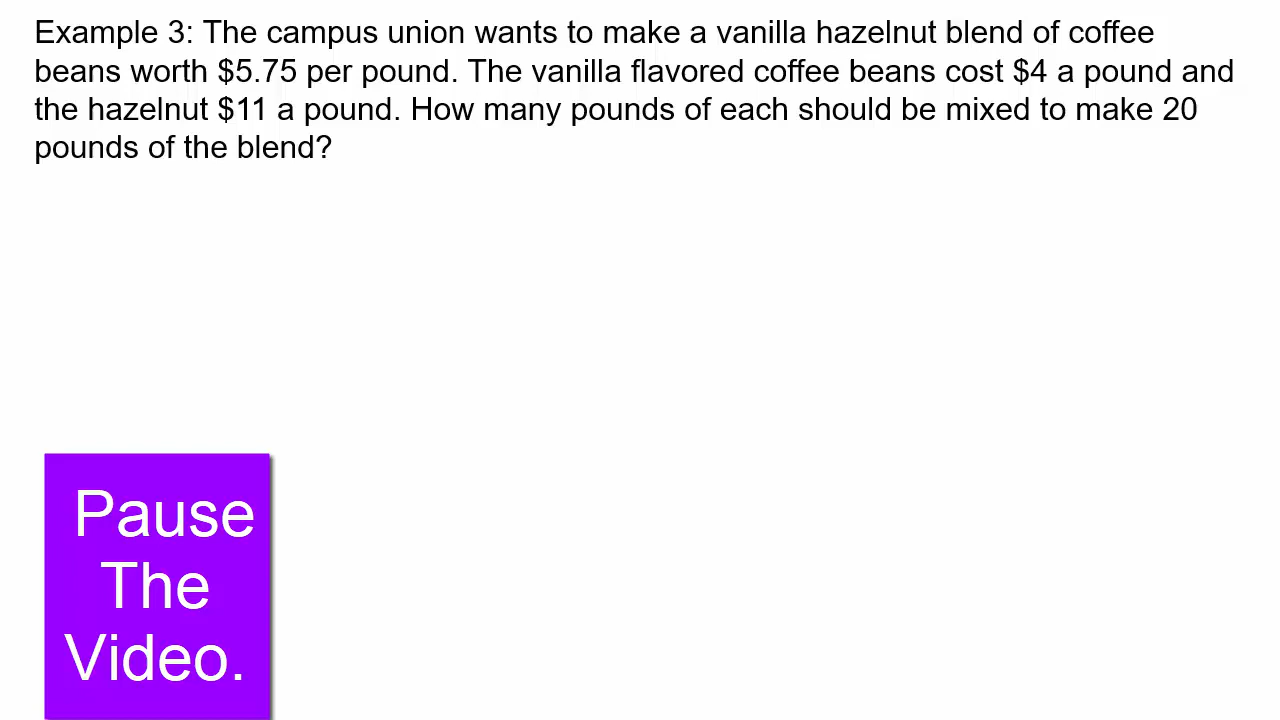 Example 3: The campus union wants to make a vanilla hazelnut blend of coffee
beans worth $5.75 per pound. The vanilla flavored coffee beans cost $4 a pound and
the hazelnut $11 a pound. How many pounds of each should be mixed to make 20
pounds of the blend?
Pause
The
Video.